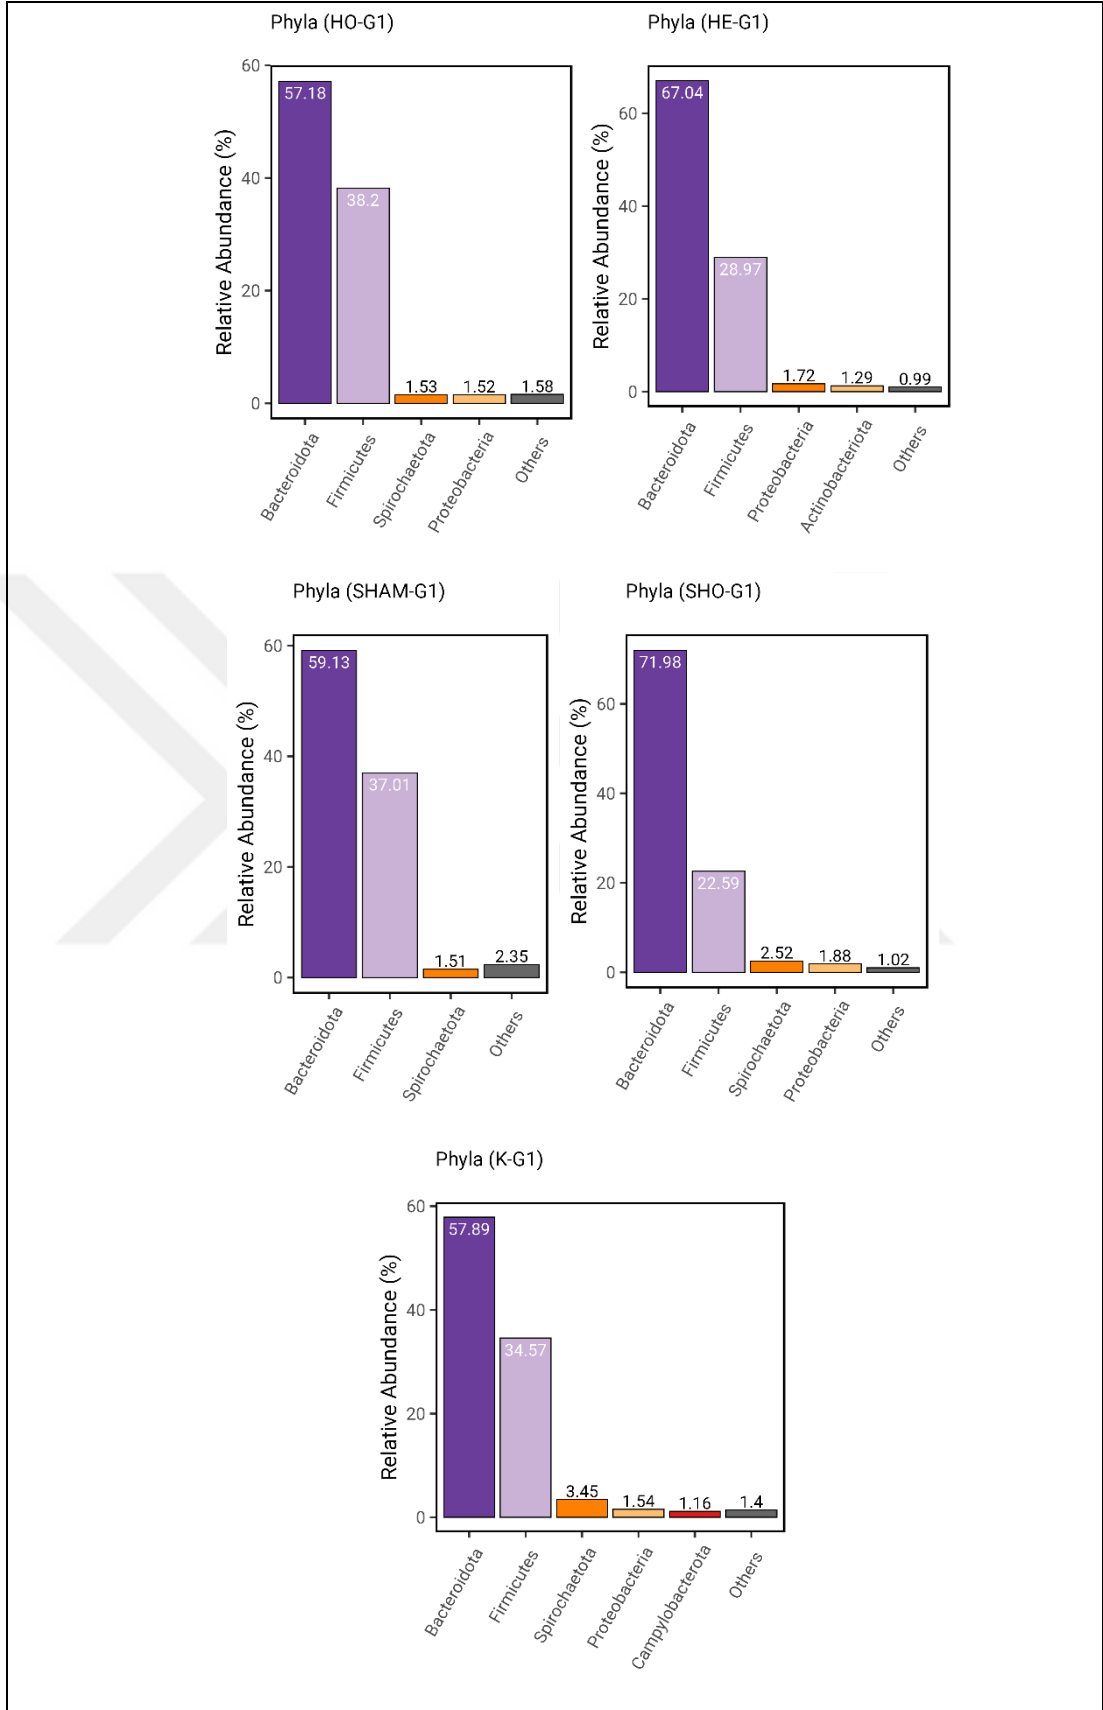 Phyla (HO-G1)
Relative Abundance (%)
60
40
20
0
57.18
38.2
1.53
1.52
1.58
Bacteroidota
Firmicutes
Spirochaetota
Proteobacteria
Others
Phyla (HE-G1)
Relative Abundance (%)
60
40
20
0
67.04
28.97
1.72
1.29
0.99
Bacteroidota
Firmicutes
Proteobacteria
Actinobacteriota
Others
Phyla (SHAM-G1)
Relative Abundance (%)
60
40
20
0
59.13
37.01
1.51
2.35
Bacteroidota
Firmicutes
Spirochaetota
Others
Phyla (SHO-G1)
Relative Abundance (%)
60
40
20
0
71.98
22.59
2.52
1.88
1.02
Bacteroidota
Firmicutes
Spirochaetota
Proteobacteria
Others
Phyla (K-G1)
Relative Abundance (%)
60
40
20
0
57.89
34.57
3.45
1.54
1.16
1.4
Bacteroidota
Firmicutes
Spirochaetota
Proteobacteria
Campylobacterota
Others